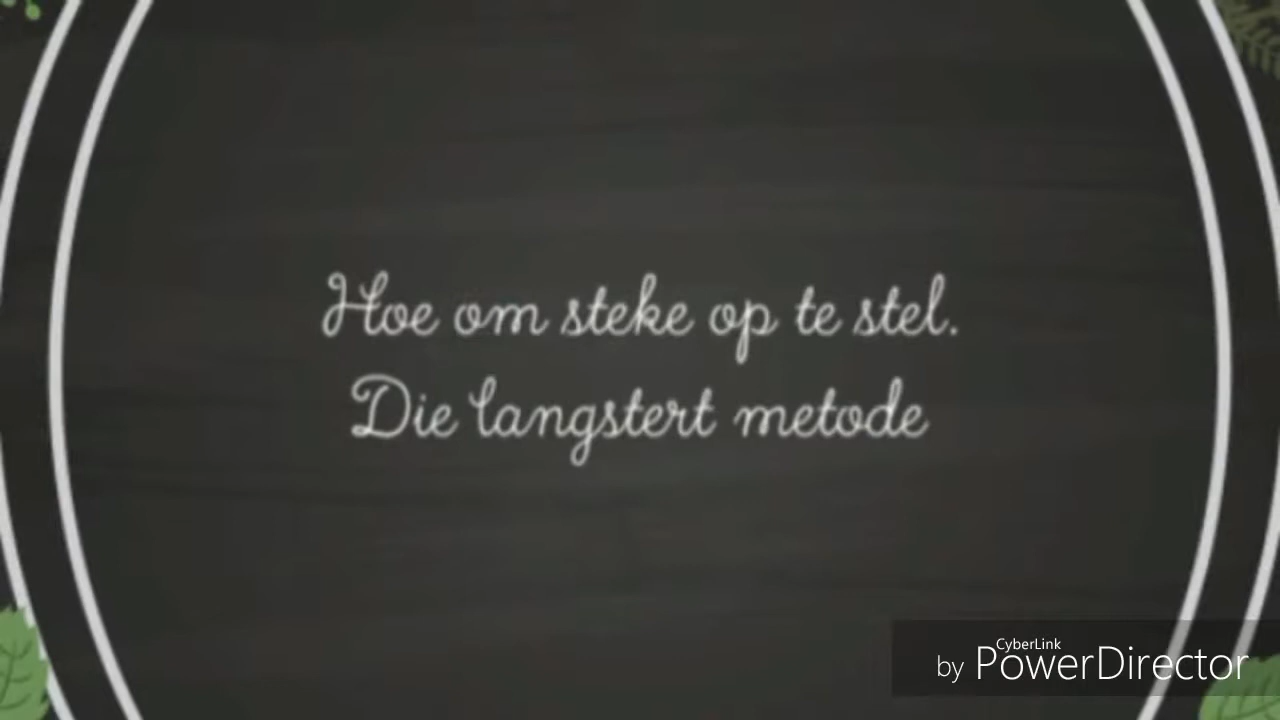 Hoe om steke op te stel.
Die langstert metode
CyberLink
by PowerDirector